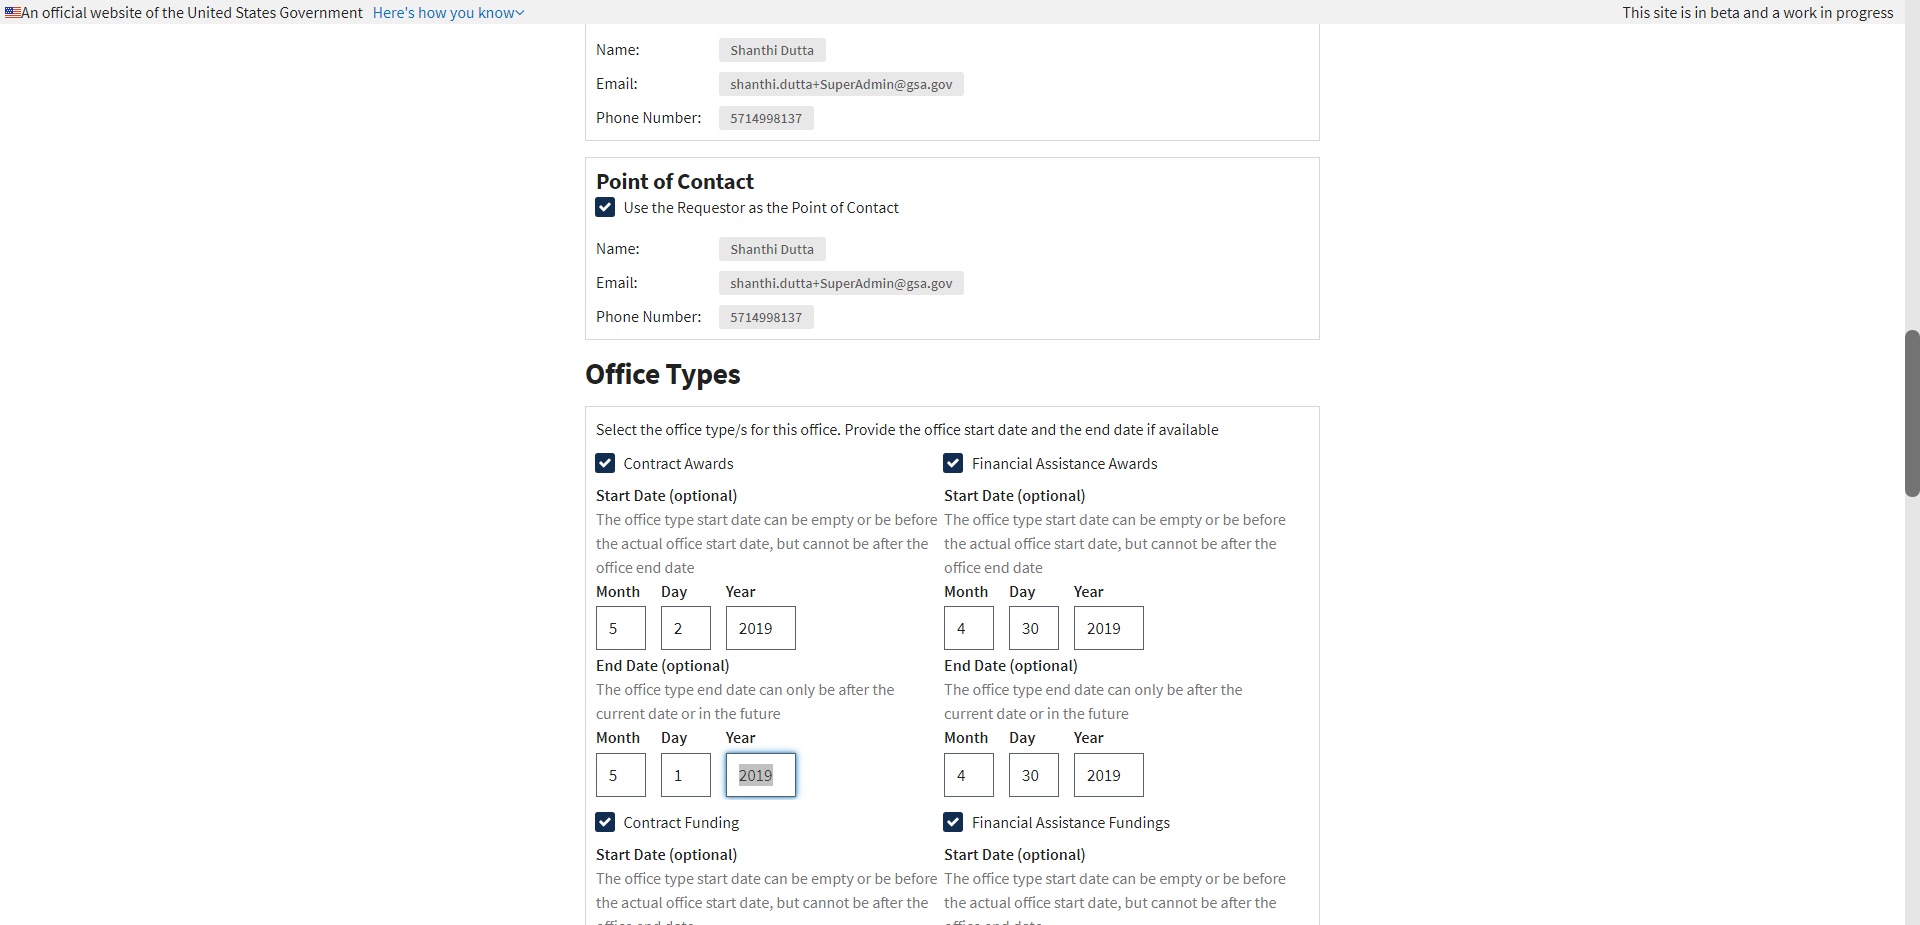 An official website of the United States Government Here's how you know
This site is in beta and a work in progress
Name: Shanthi Dutta
Email: shanthi.dutta+SuperAdmin@gsa.gov
Phone Number: 5714998137
Point of Contact
Use the Requestor as the Point of Contact
Name: Shanthi Dutta
Email: shanthi.dutta+SuperAdmin@gsa.gov
Phone Number: 5714998137
Office Types
Select the office type/s for this office. Provide the office start date and the end date if available
Contract Awards
Start Date (optional)
The office type start date can be empty or be before
the actual office start date, but cannot be after the
office end date
Month Day Year
5 2 2019
End Date (optional)
The office type end date can only be after the
current date or in the future
Month Day Year
5 1 2019
Financial Assistance Awards
Start Date (optional)
The office type start date can be empty or be before
the actual office start date, but cannot be after the
office end date
Month Day Year
4 30 2019
End Date (optional)
The office type end date can only be after the
current date or in the future
Month Day Year
4 30 2019
Contract Funding
Start Date (optional)
The office type start date can be empty or be before
the actual office start date, but cannot be after the
office end date
Financial Assistance Fundings
Start Date (optional)
The office type start date can be empty or be before
the actual office start date, but cannot be after the
office end date